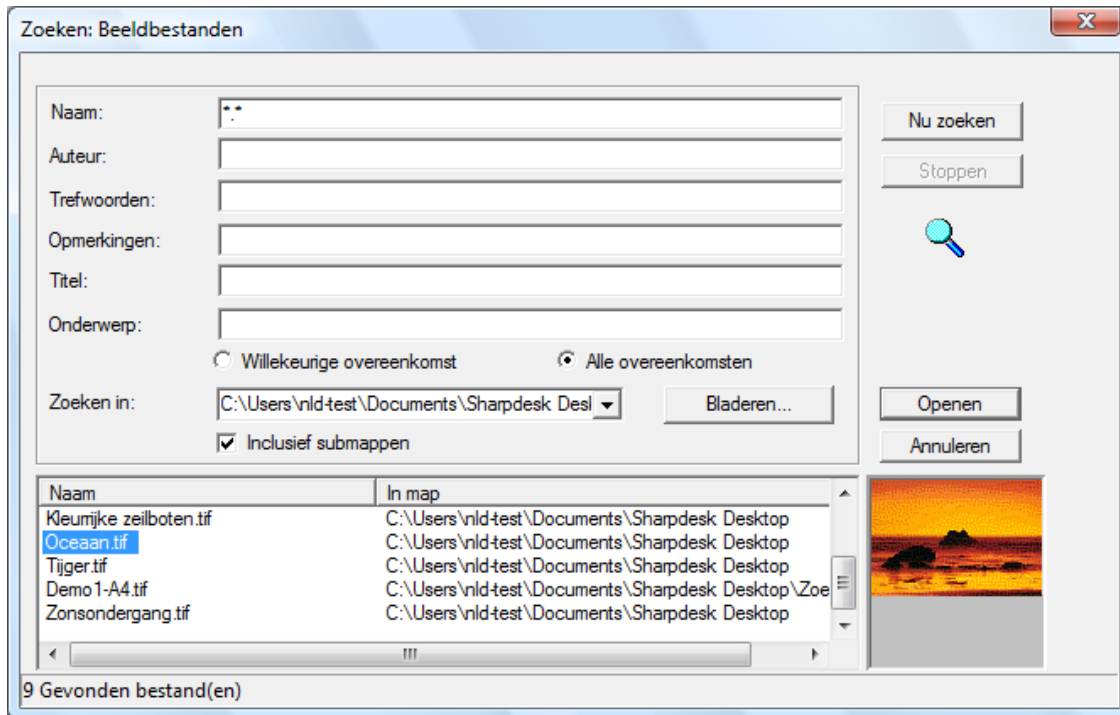 Zoeken: Beeldbestanden
Naam: *.*
Nu zoeken
Auteur:
Stoppen
Trefwoorden:
Opmerkingen:
Titel:
Onderwerp:
Willekeurige overeenkomst Alle overeenkomsten
Zoeken in: C:\Users\nld-test\Documents\Sharpdesk Desl Bladeren... Openen
Inclusief submappen Annuleren
Naam In map
Kleurrijke zeilboten.tif C:\Users\nld-test\Documents\Sharpdesk Desktop
Oceaan.tif C:\Users\nld-test\Documents\Sharpdesk Desktop
Tijger.tif C:\Users\nld-test\Documents\Sharpdesk Desktop
Demo1-A4.tif C:\Users\nld-test\Documents\Sharpdesk Desktop\Zoe
Zonsondergang.tif C:\Users\nld-test\Documents\Sharpdesk Desktop
9 Gevonden bestand(en)